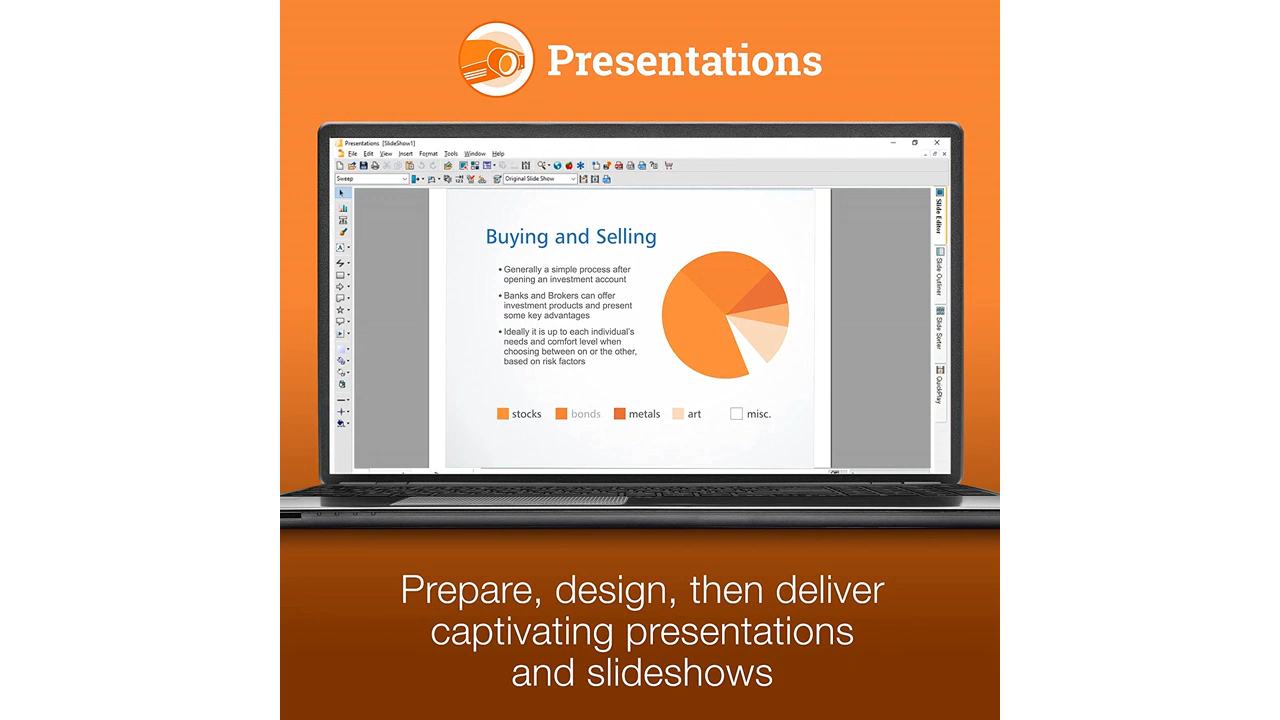 Presentations
Presentations [SlideShow1]
File Edit View Insert Format Tools Window Help
Sweep
Original Slide Show
Buying and Selling
• Generally a simple process after
opening an investment account
• Banks and Brokers can offer
investment products and present
some key advantages
• Ideally it is up to each individual's
needs and comfort level when
choosing between on or the other,
based on risk factors
stocks bonds metals art misc.
Slide Editor
Slide Outliner
Slide Sorter
QuickPlay
Prepare, design, then deliver
captivating presentations
and slideshows